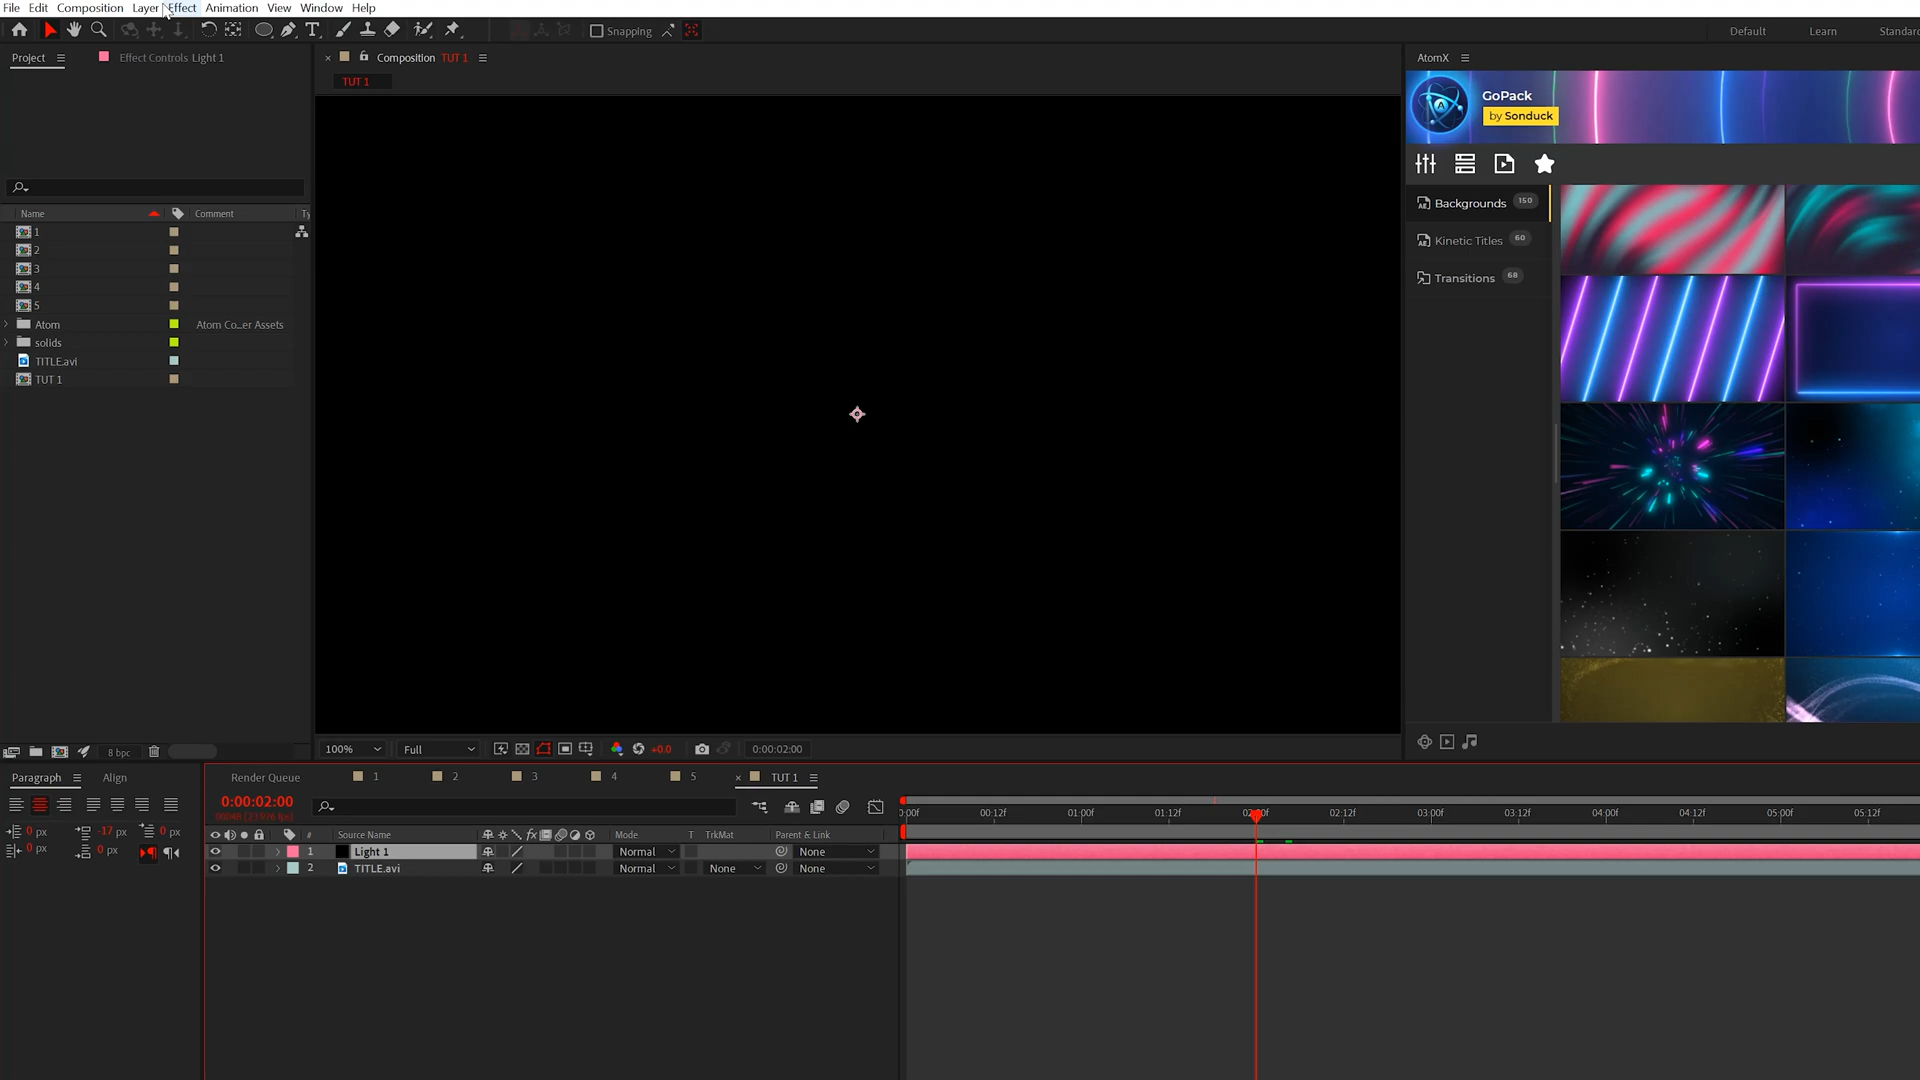 File Edit Composition Layer Effect Animation View Window Help
Snapping Default Learn Standard
Project Effect Controls Light 1 Composition TUT 1 AtomX
TUT 1
GoPack
by Sonduck
Name Comment Ty
1
2
3
4
5
Atom Atom Co...er Assets
solids
TITLE.avi
TUT 1
Backgrounds 150
Kinetic Titles 60
Transitions 68
8 bpc 100% Full +0.0 0:00:02:00
Paragraph Align Render Queue 1 2 3 4 5 TUT 1
0:00:02:00
0 px -17 px 0 px
0 px 0 px
:00f 00:12f 01:00f 01:12f 02:00f 02:12f 03:00f 03:12f 04:00f 04:12f 05:00f 05:12f
# Source Name fx Mode T TrkMat Parent & Link
1 Light 1 Normal None
2 TITLE.avi Normal None None